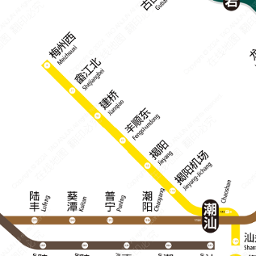 梅州西
Meizhouxi
畲江北
Shejiangbei
建桥
Jianqiao
丰顺东
Fengshundong
揭阳
Jieyang
揭阳机场
Jieyang Jichang
陆丰
Lufeng
葵潭
Kuitan
普宁
Puning
潮阳
Chaoyang
潮汕
Chaoshan
汕
Shan